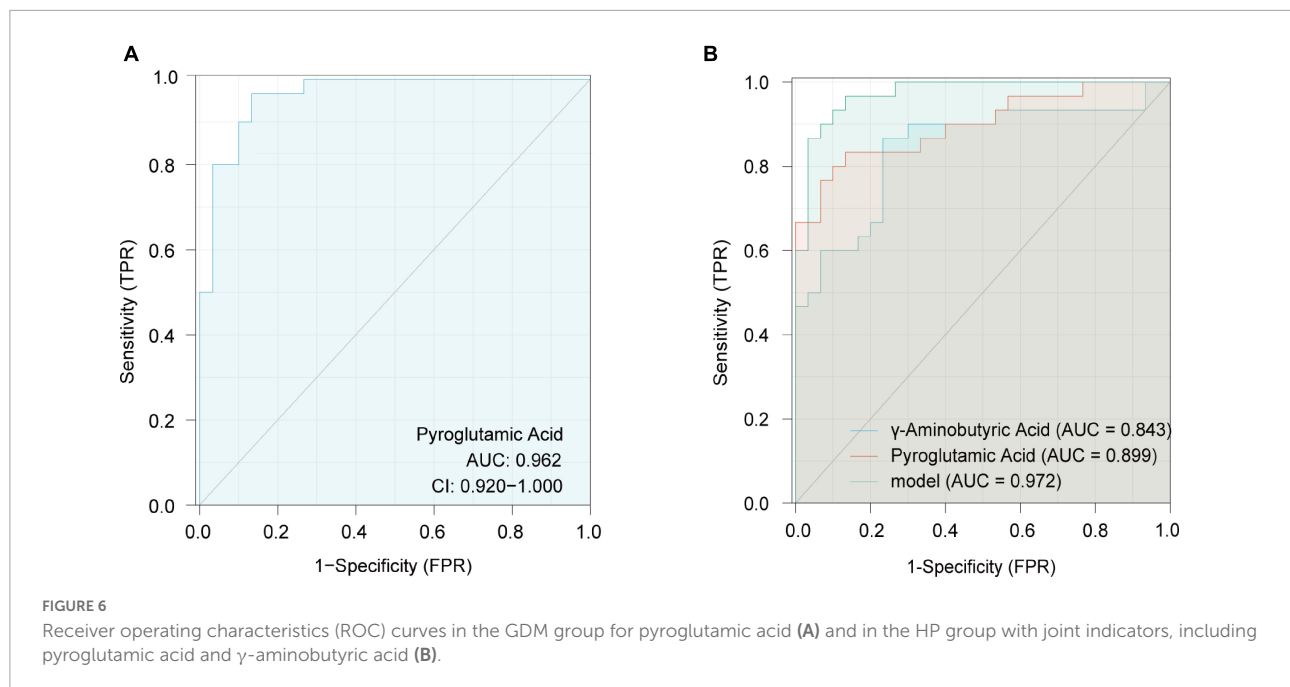 A
B
1.0
0.8
0.6
0.4
0.2
0.0
Sensitivity (TPR)
Pyroglutamic Acid
AUC: 0.962
CI: 0.920−1.000
0.0 0.2 0.4 0.6 0.8 1.0
1−Specificity (FPR)
1.0
0.8
0.6
0.4
0.2
0.0
Sensitivity (TPR)
γ-Aminobutyric Acid (AUC = 0.843)
Pyroglutamic Acid (AUC = 0.899)
model (AUC = 0.972)
0.0 0.2 0.4 0.6 0.8 1.0
1-Specificity (FPR)
FIGURE 6
Receiver operating characteristics (ROC) curves in the GDM group for pyroglutamic acid (A) and in the HP group with joint indicators, including
pyroglutamic acid and γ-aminobutyric acid (B).